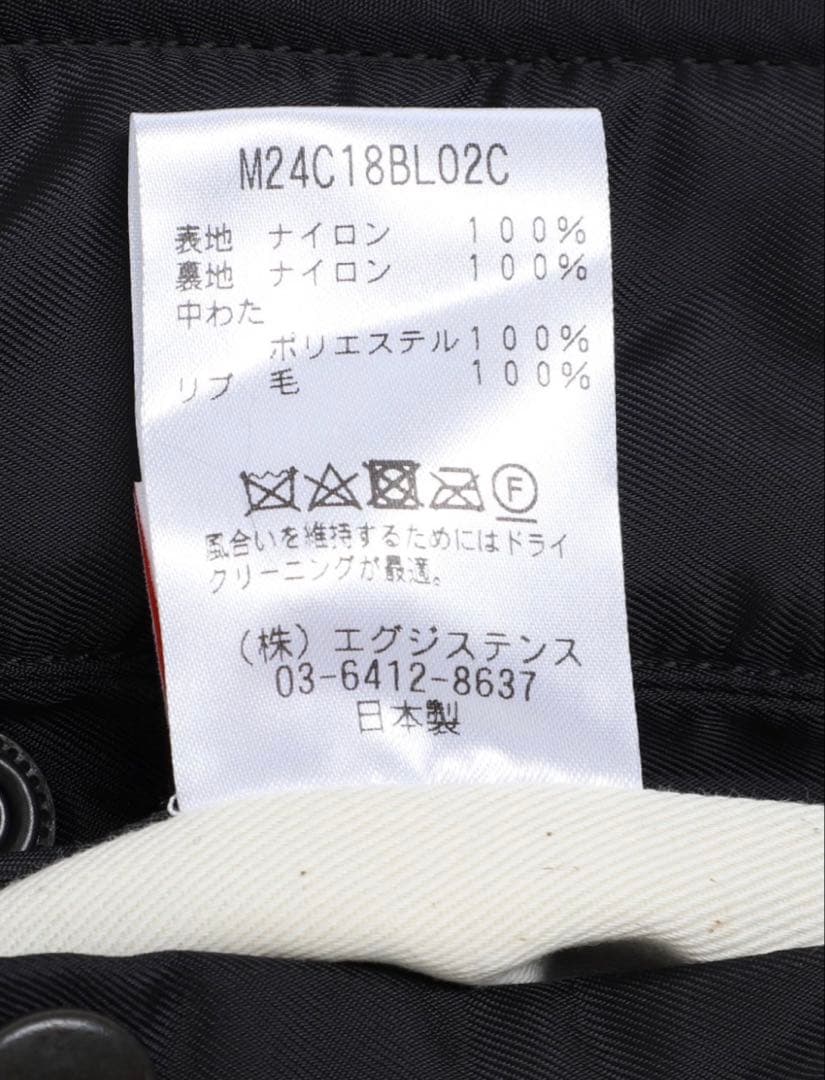 M24C18BL02C
表地 ナイロン 100%
裏地 ナイロン 100%
中わた
ポリエステル100%
リブ 毛 100%
F
風合いを維持するためにはドライ
クリーニングが最適。
(株)エグジステンス
03-6412-8637
日本製